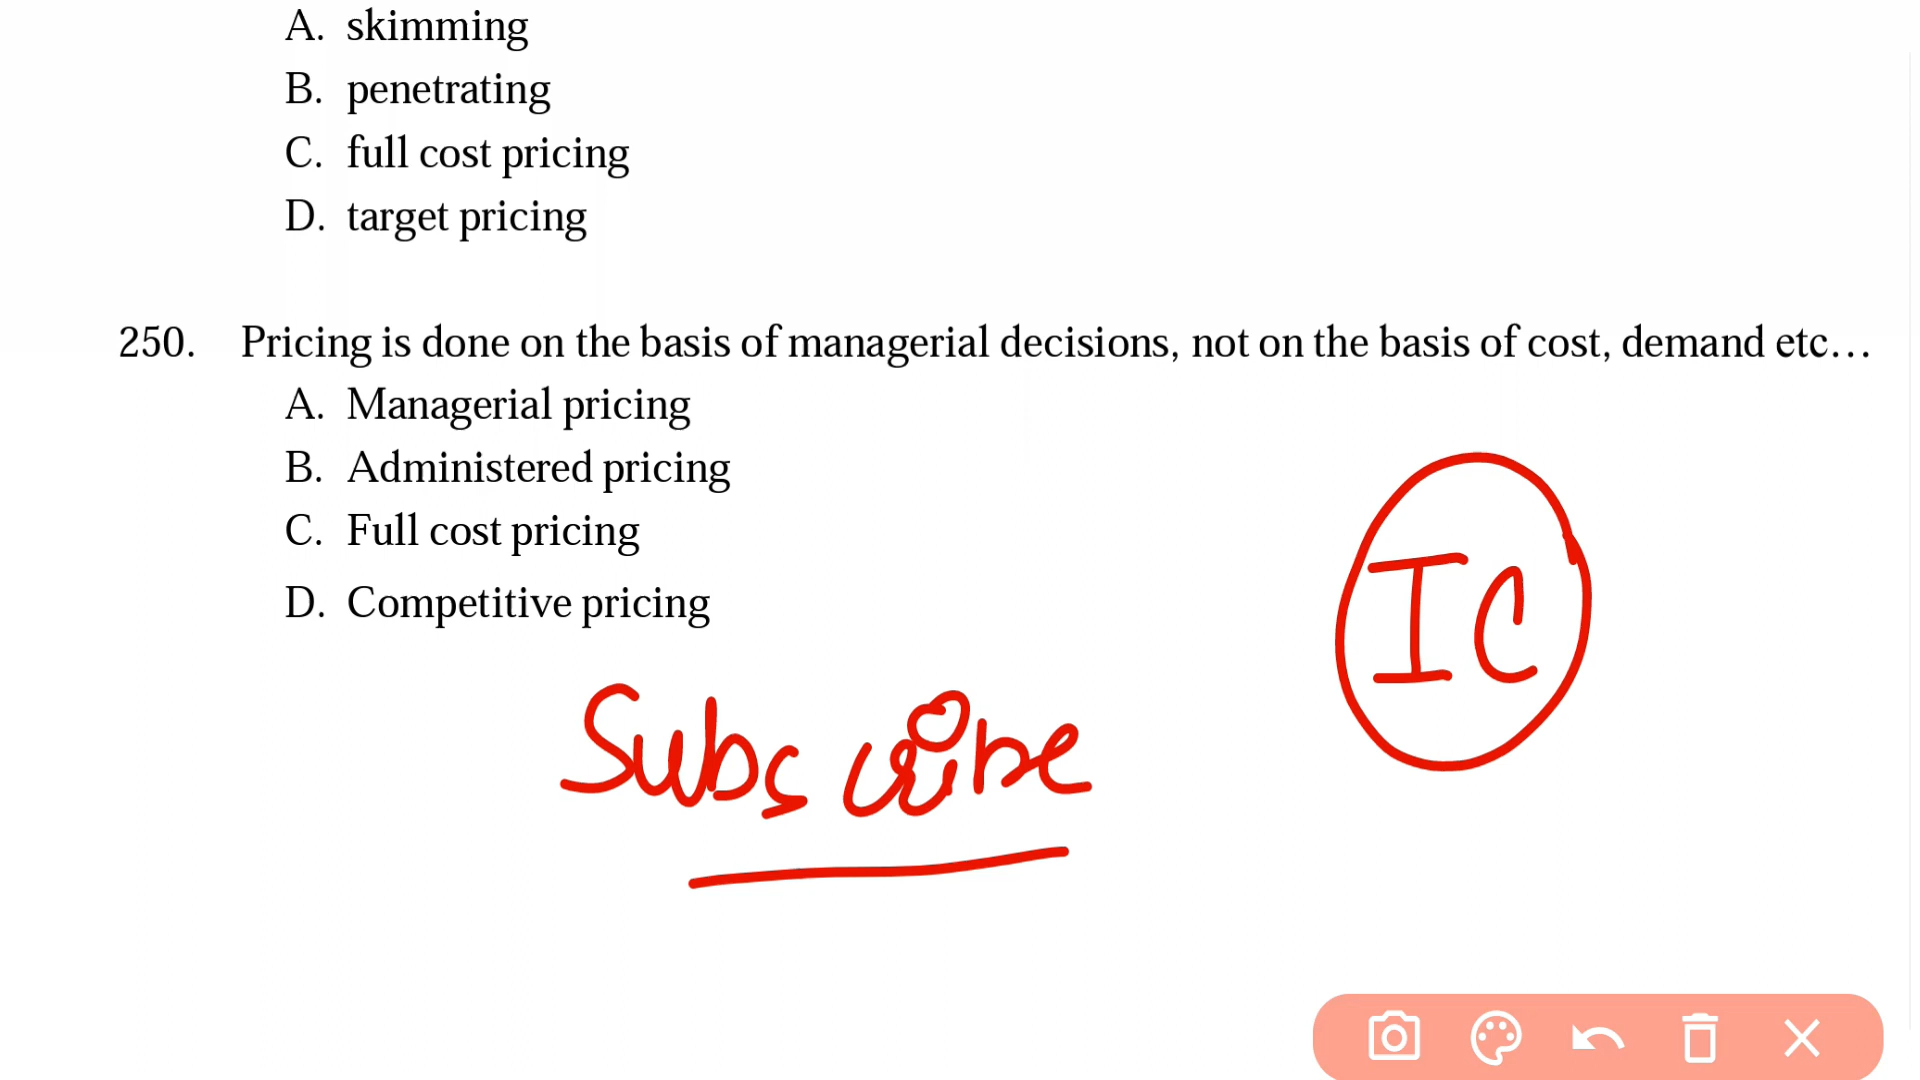 A. skimming
B. penetrating
C. full cost pricing
D. target pricing
250. Pricing is done on the basis of managerial decisions, not on the basis of cost, demand etc…
A. Managerial pricing
B. Administered pricing
C. Full cost pricing
D. Competitive pricing
IC
Subscribe